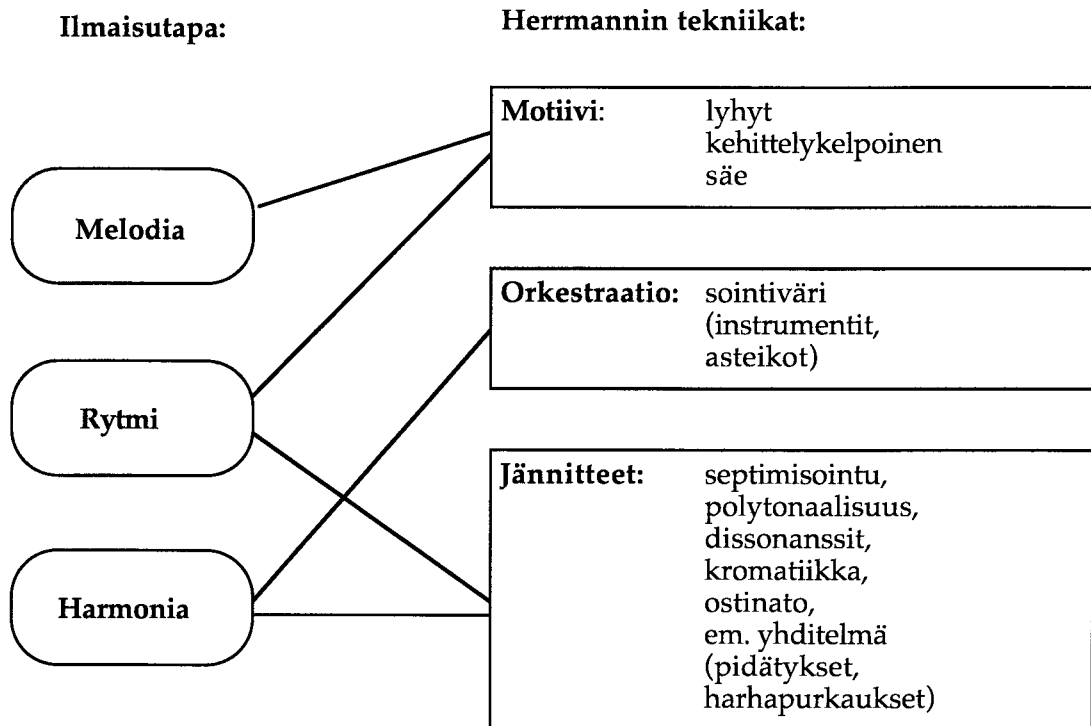 Ilmaisutapa:
Herrmannin tekniikat:
Melodia
Rytmi
Harmonia
Motiivi: lyhyt
kehittelykelpoinen
säe
Orkestraatio: sointiväri
(instrumentit,
asteikot)
Jännitteet: septimisointu,
polytonaalisuus,
dissonanssit,
kromatiikka,
ostinato,
em. yhditelmä
(pidätykset,
harhapurkaukset)